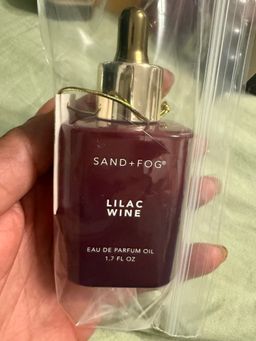 SAND + FOG®
LILAC
WINE
EAU DE PARFUM OIL
1.7 FL OZ